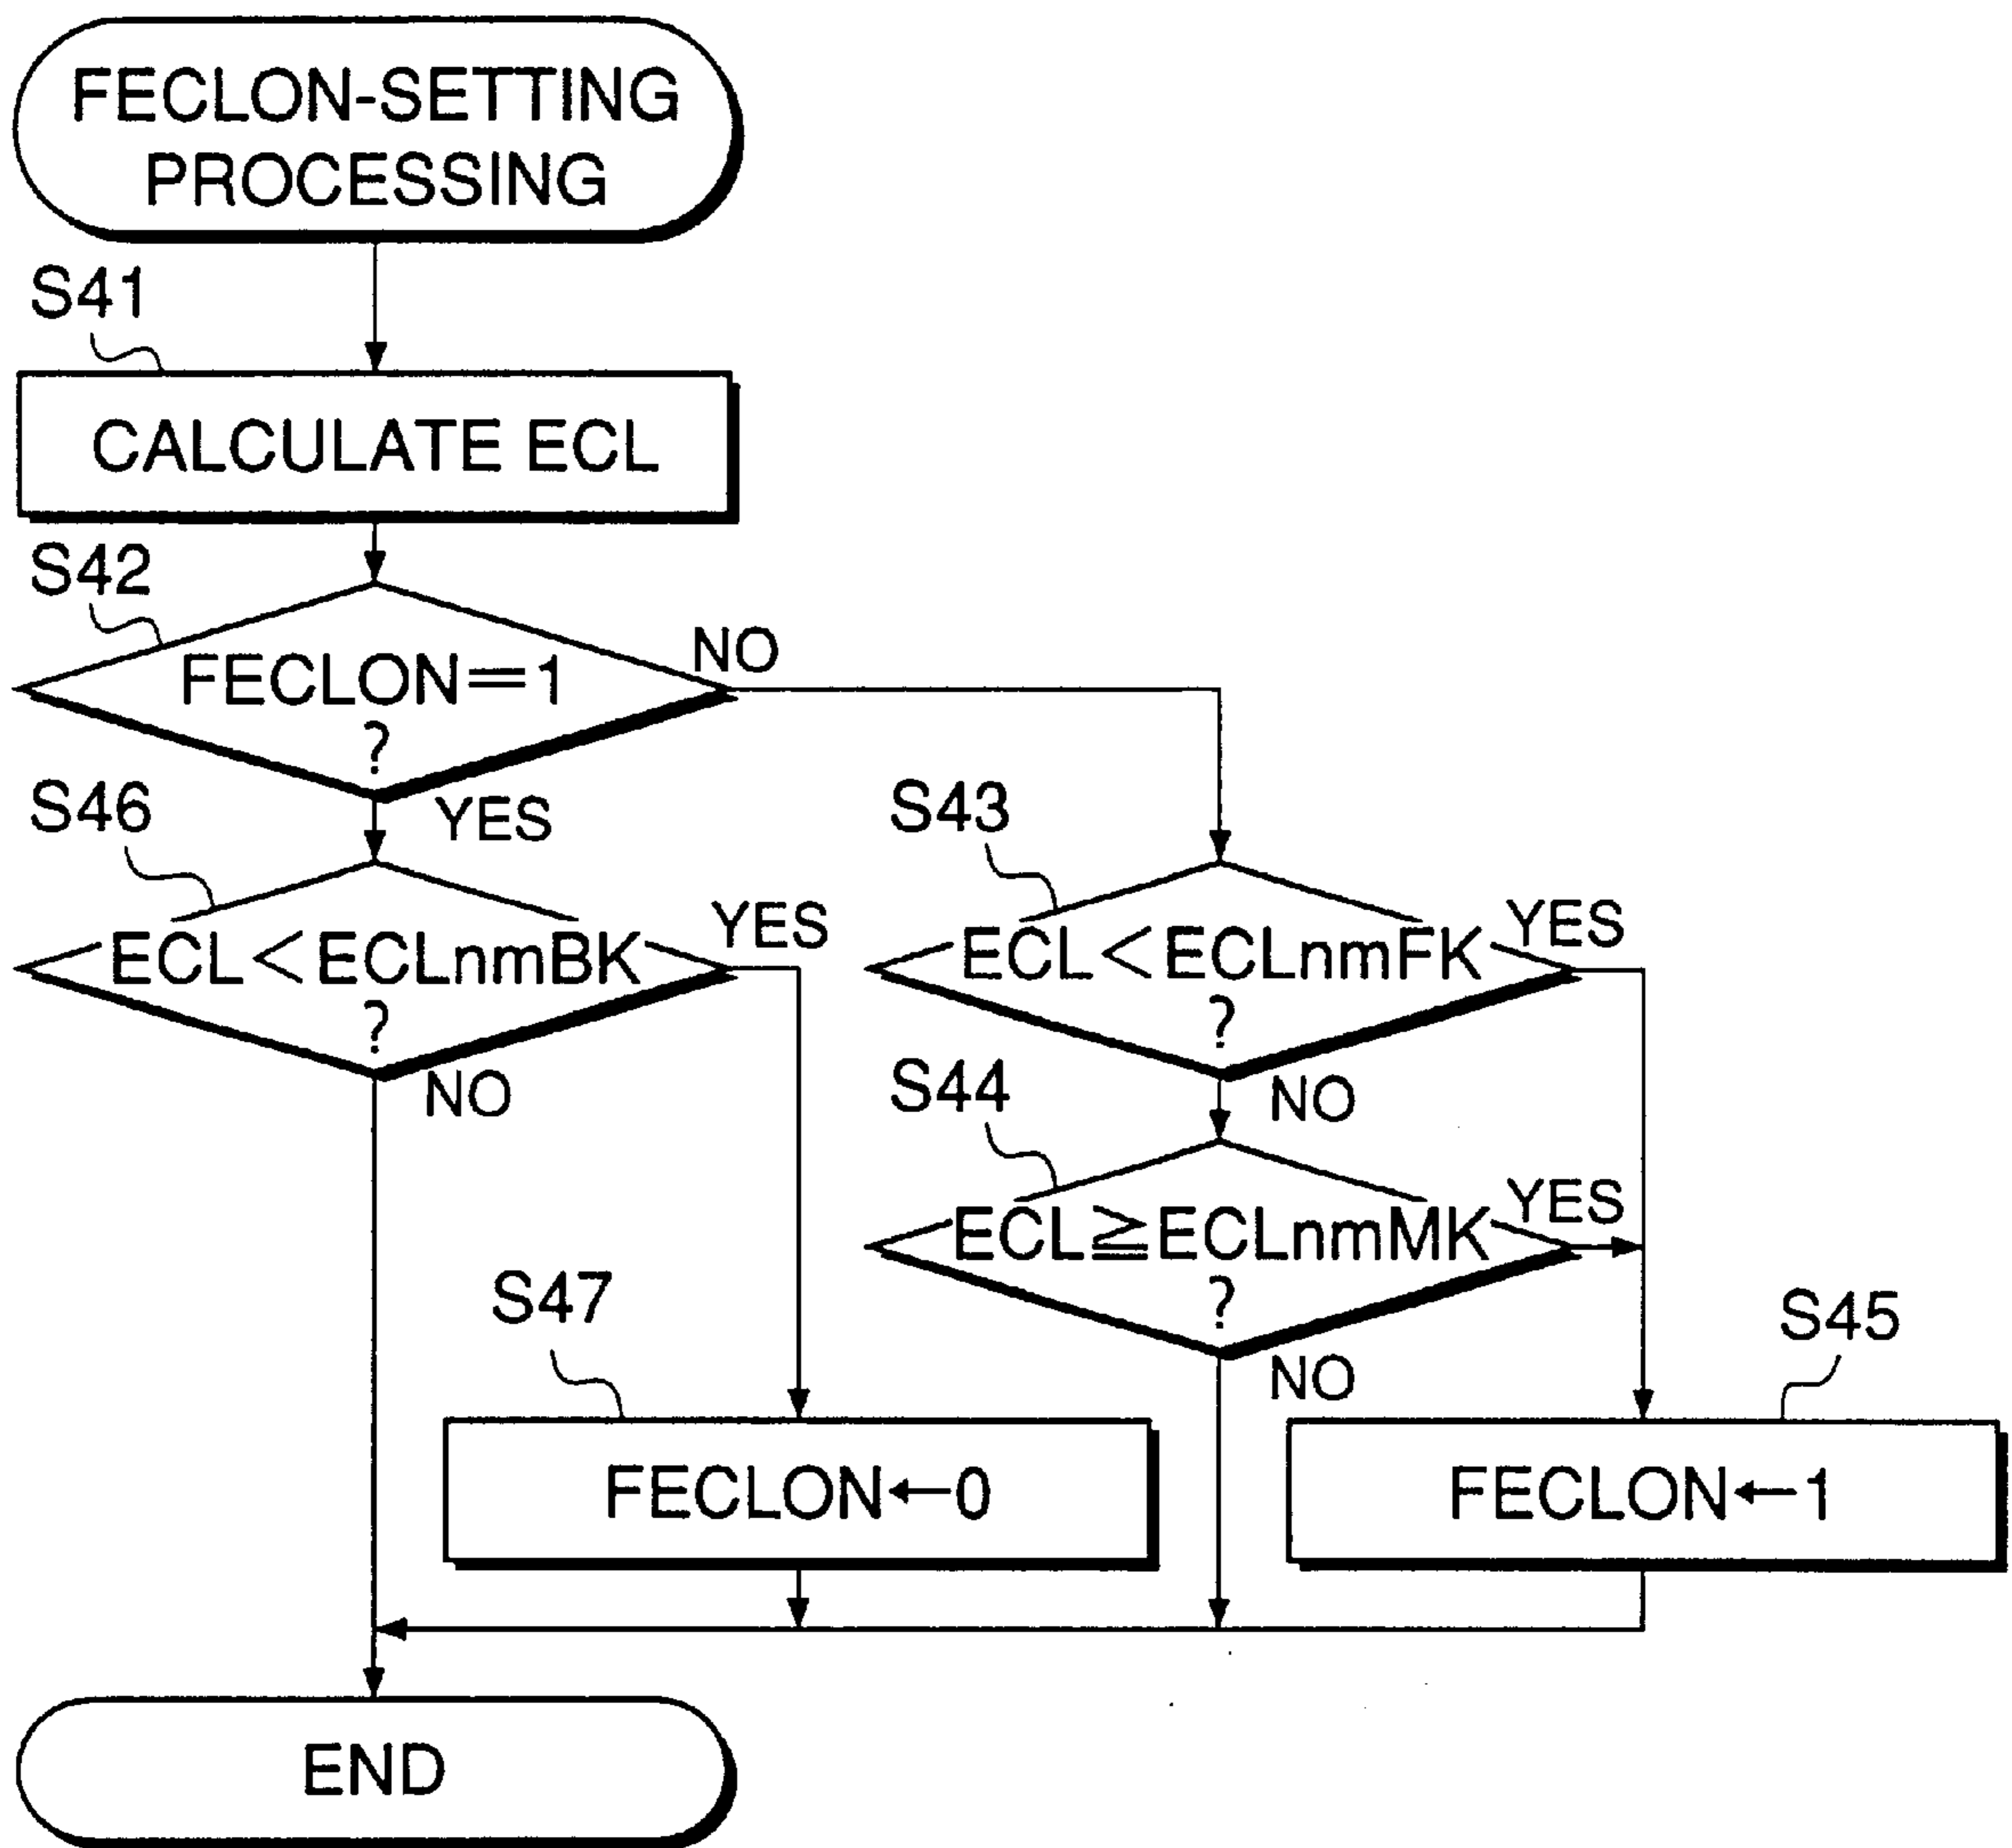 FECLON-SETTING
PROCESSING
S41
CALCULATE ECL
S42
FECLON=1
?
NO
YES
S46
ECL<ECLnmBK
?
YES
NO
S43
ECL<ECLnmFK
?
YES
NO
S44
ECL≧ECLnmMK
?
YES
NO
S47
FECLON←0
S45
FECLON←1
END